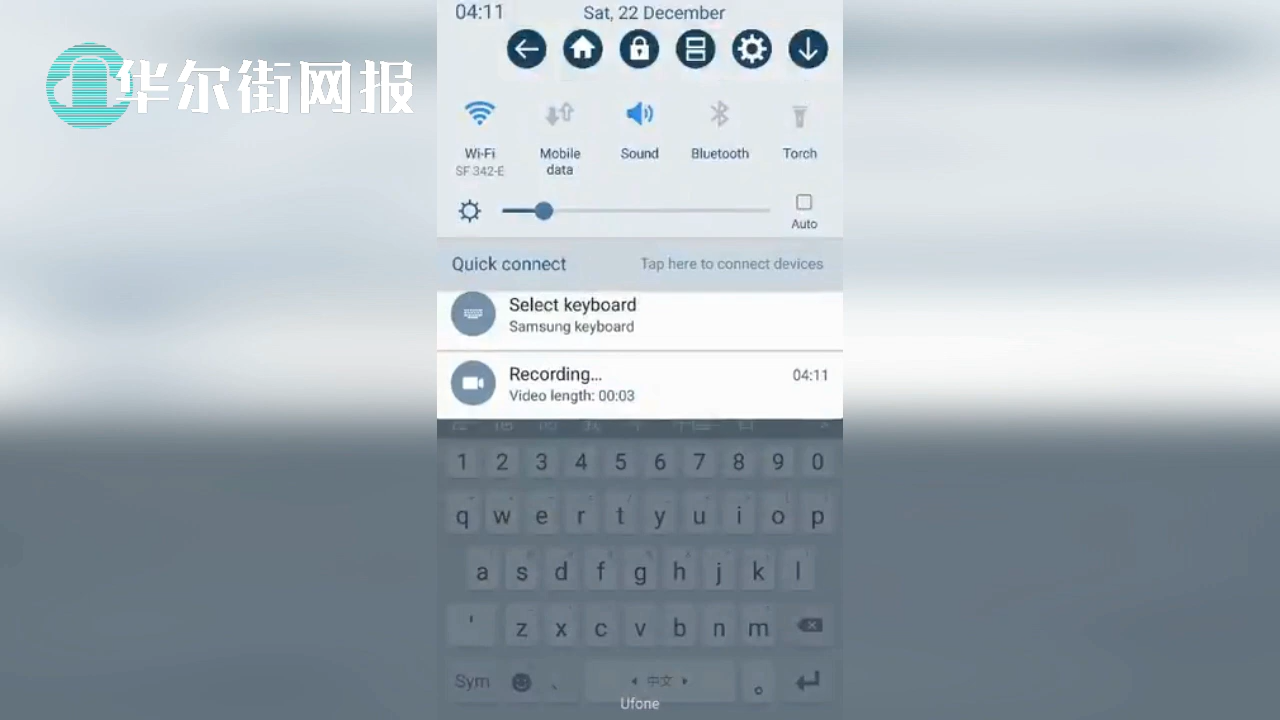 04:11
Sat, 22 December
华尔街网报
Wi-Fi
SF 342-E
Mobile
data
Sound
Bluetooth
Torch
Auto
Quick connect
Tap here to connect devices
Select keyboard
Samsung keyboard
Recording...
04:11
Video length: 00:03
1 2 3 4 5 6 7 8 9 0
q w e r t y u i o p
a s d f g h j k l
' z x c v b n m
Sym 、 中文 。
Ufone